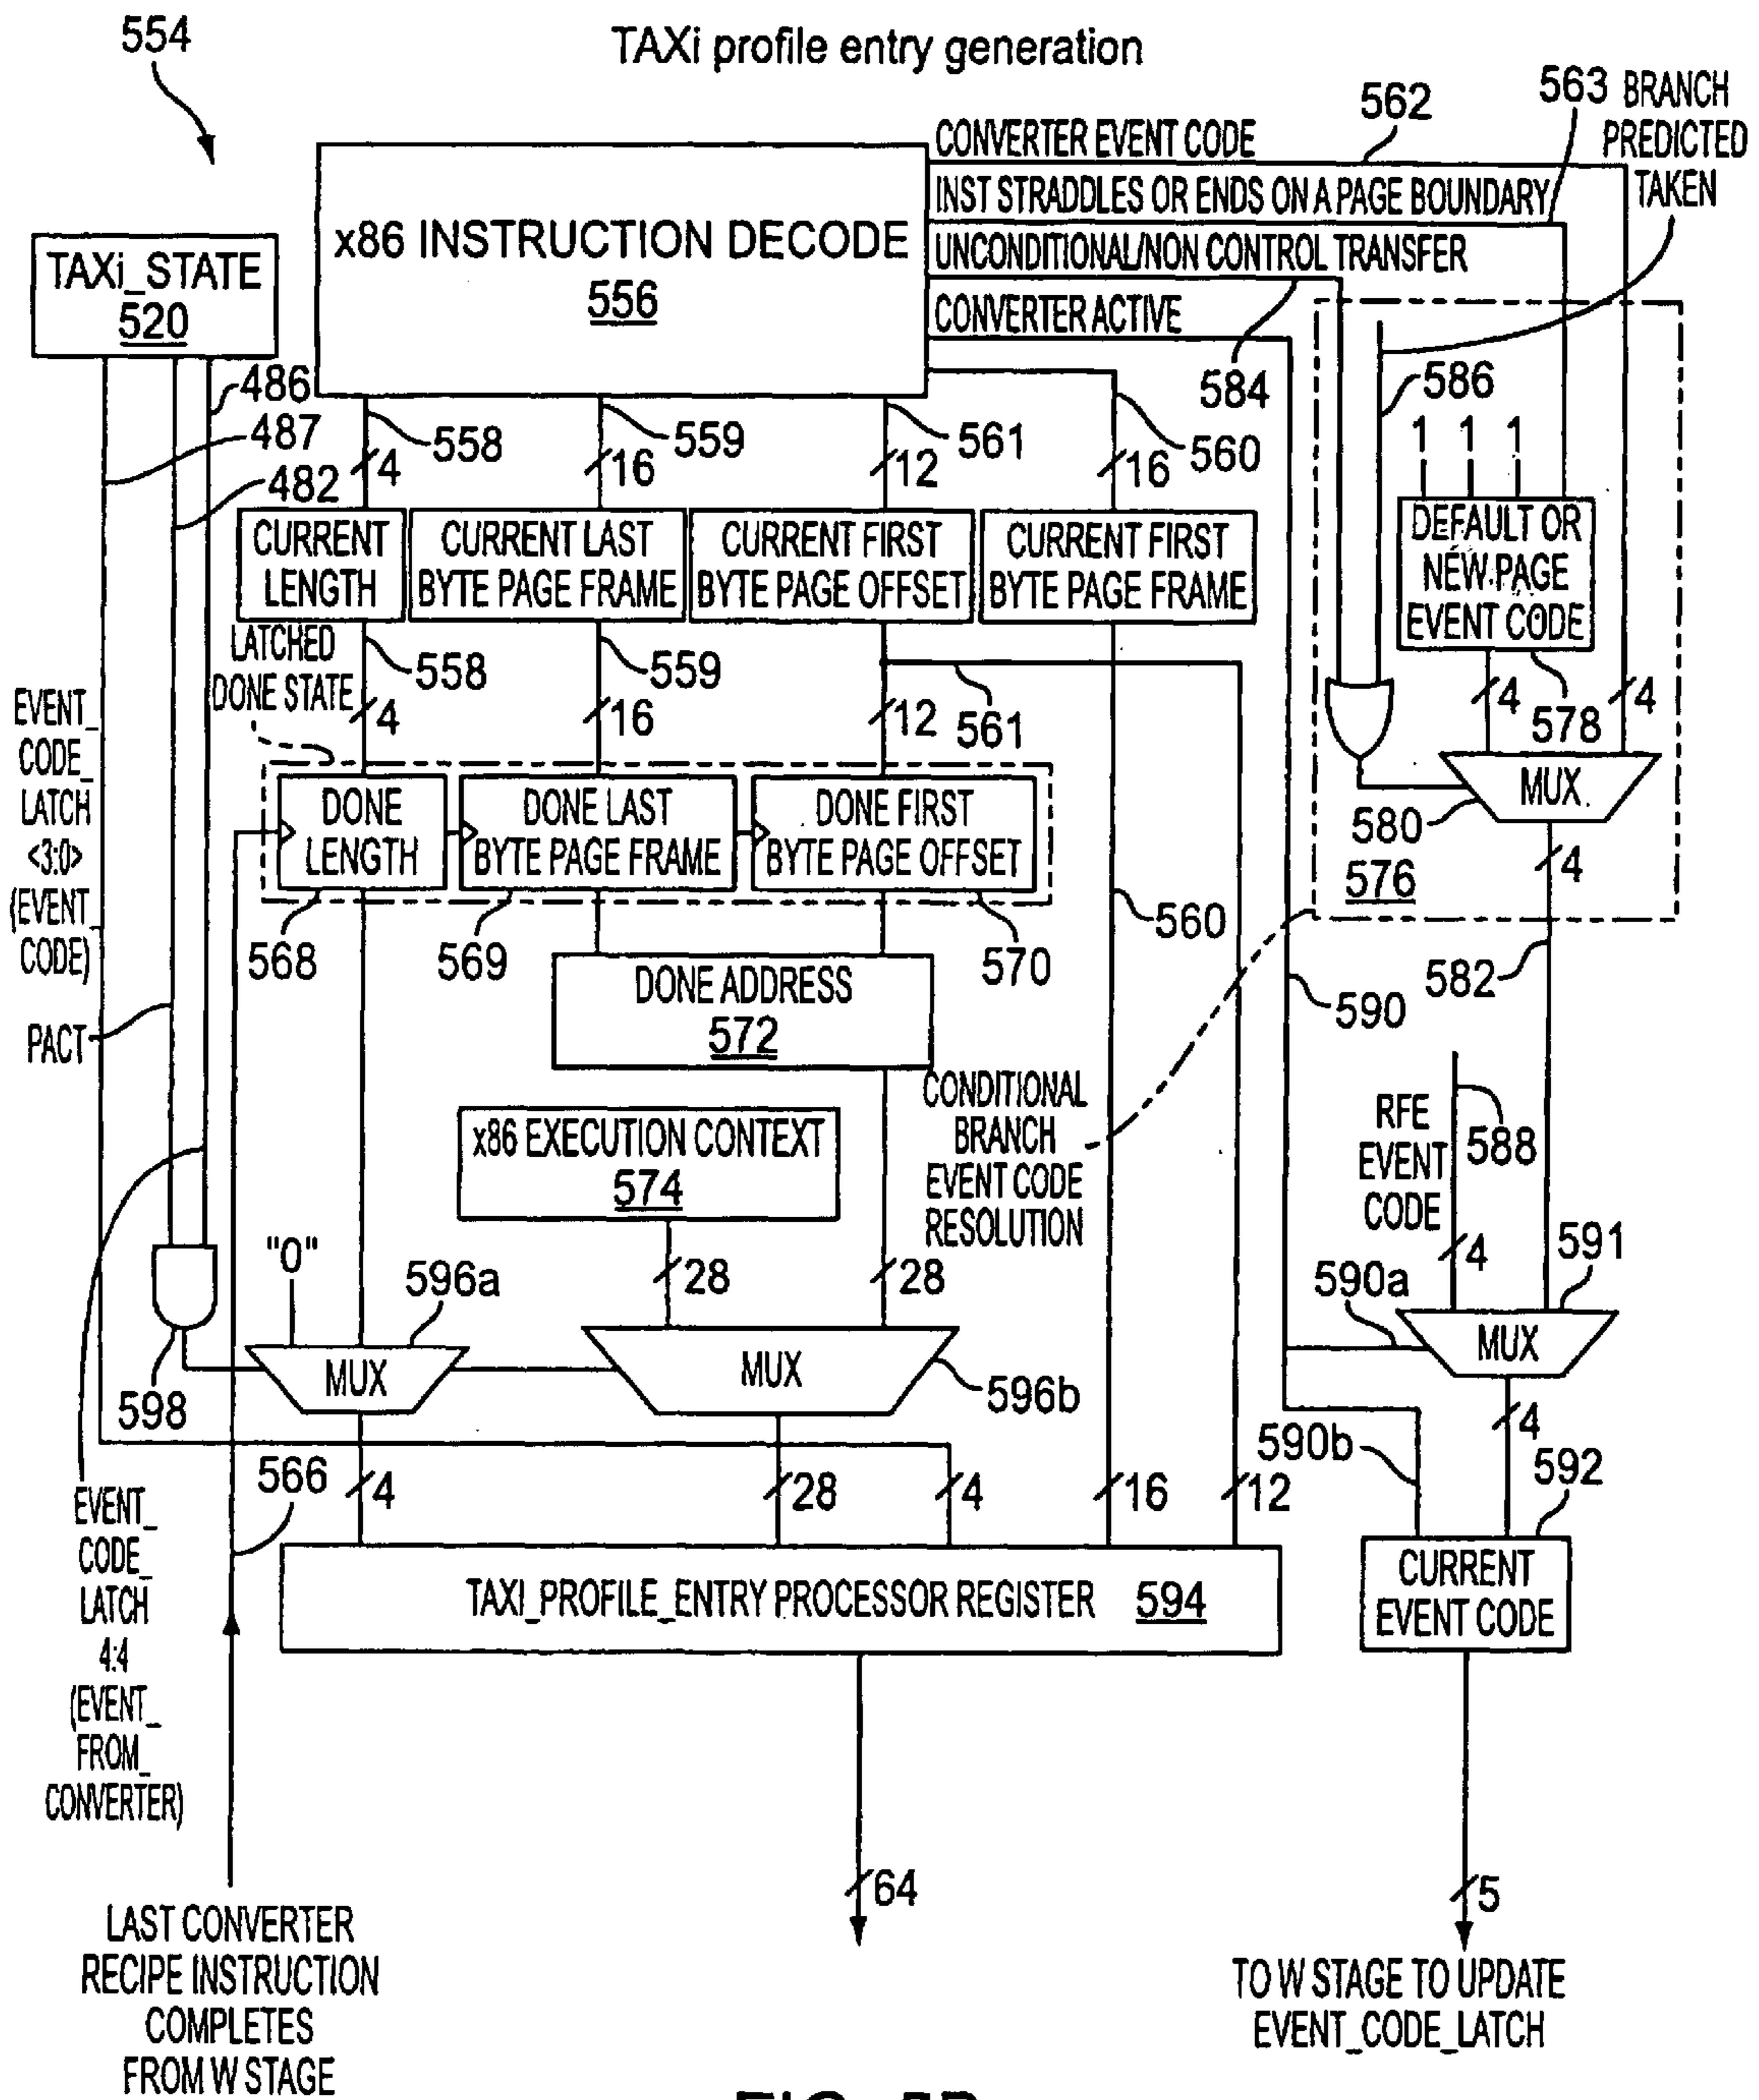 554
TAXi profile entry generation
562
563 BRANCH
PREDICTED
TAKEN
CONVERTER EVENT CODE
INST STRADDLES OR ENDS ON A PAGE BOUNDARY
UNCONDITIONAL/NON CONTROL TRANSFER
CONVERTER ACTIVE
x86 INSTRUCTION DECODE
556
TAXi_STATE
520
486
487
482
558
4
559
16
561
12
560
16
584
586
1 1 1
DEFAULT OR
NEW PAGE
EVENT CODE
4
578
4
MUX
580
576
4
582
CURRENT
LENGTH
CURRENT LAST
BYTE PAGE FRAME
CURRENT FIRST
BYTE PAGE OFFSET
CURRENT FIRST
BYTE PAGE FRAME
LATCHED
DONE STATE
558
4
559
16
561
12
EVENT_
CODE_
LATCH
<3:0>
(EVENT_
CODE)
PACT
DONE
LENGTH
DONE LAST
BYTE PAGE FRAME
DONE FIRST
BYTE PAGE OFFSET
568
569
570
560
590
DONE ADDRESS
572
x86 EXECUTION CONTEXT
574
CONDITIONAL
BRANCH
EVENT CODE
RESOLUTION
RFE
EVENT
CODE
588
4
591
590a
MUX
"0"
596a
28
28
598
MUX
MUX
596b
590b
4
592
566
4
28
4
16
12
EVENT_
CODE_
LATCH
4:4
(EVENT_
FROM_
CONVERTER)
TAXI_PROFILE_ENTRY PROCESSOR REGISTER 594
CURRENT
EVENT CODE
64
5
LAST CONVERTER
RECIPE INSTRUCTION
COMPLETES
FROM W STAGE
TO W STAGE TO UPDATE
EVENT_CODE_LATCH